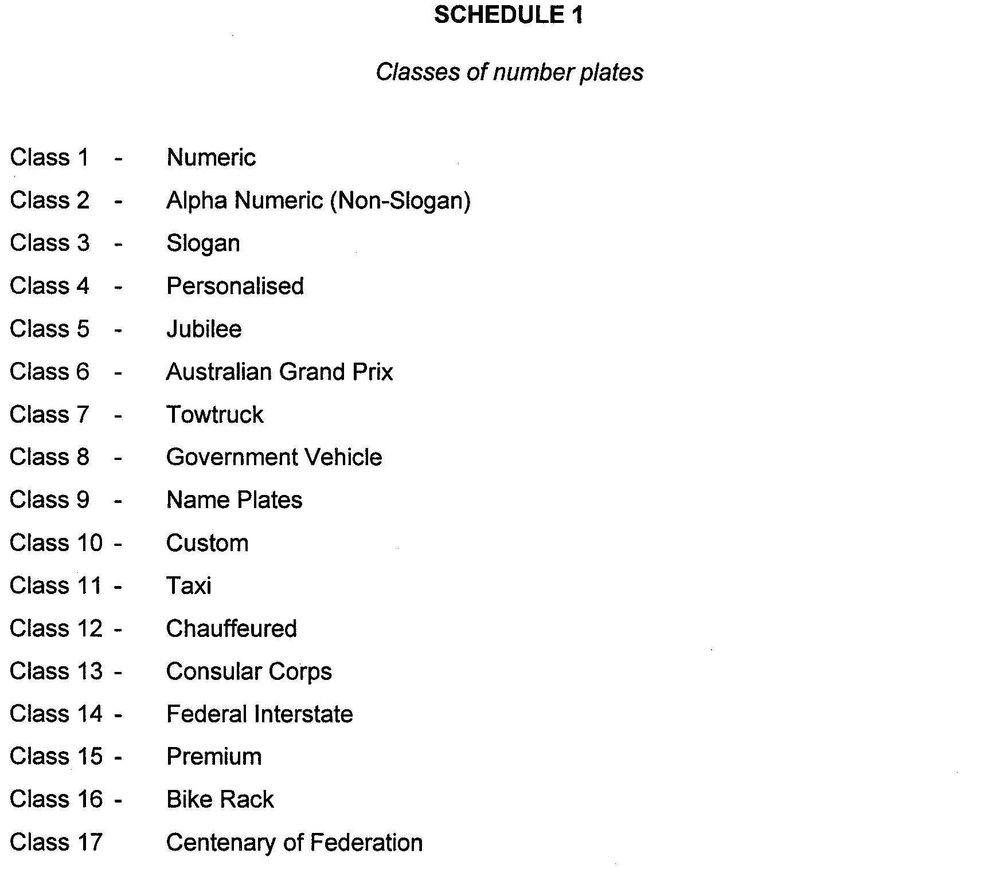 SCHEDULE 1
Classes of number plates
Class 1 - Numeric
Class 2 - Alpha Numeric (Non-Slogan)
Class 3 - Slogan
Class 4 - Personalised
Class 5 - Jubilee
Class 6 - Australian Grand Prix
Class 7 - Towtruck
Class 8 - Government Vehicle
Class 9 - Name Plates
Class 10 - Custom
Class 11 - Taxi
Class 12 - Chauffeured
Class 13 - Consular Corps
Class 14 - Federal Interstate
Class 15 - Premium
Class 16 - Bike Rack
Class 17 Centenary of Federation